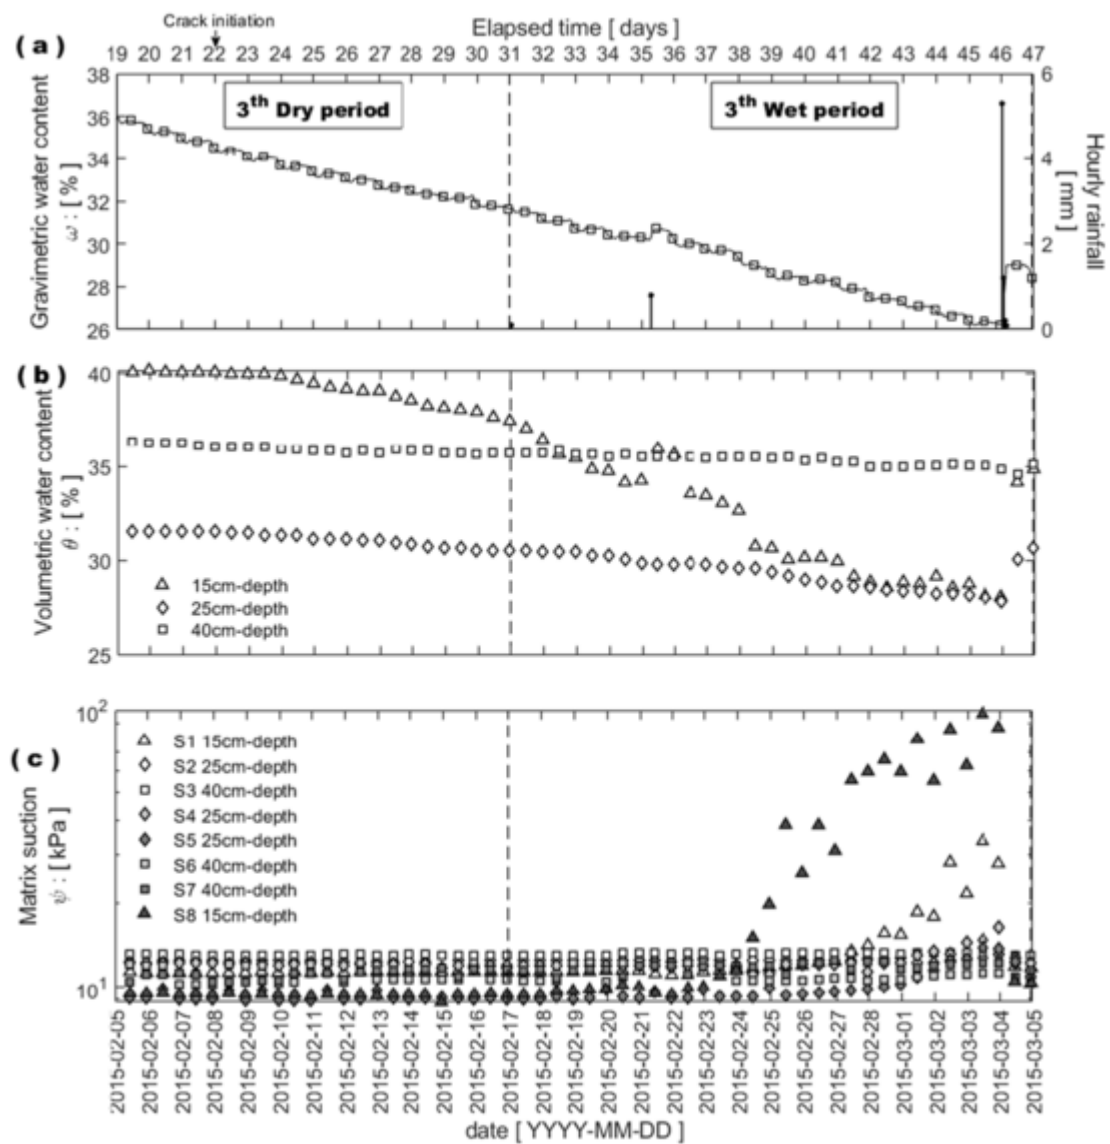 Crack initiation
( a )
Elapsed time [ days ]
19 20 21 22 23 24 25 26 27 28 29 30 31 32 33 34 35 36 37 38 39 40 41 42 43 44 45 46 47
38
36
34
32
30
28
26
Gravimetric water content
ω : [ % ]
3th Dry period
3th Wet period
6
4
2
0
Hourly rainfall
[ mm ]
( b )
40
35
30
25
Volumetric water content
θ : [ % ]
15cm-depth
25cm-depth
40cm-depth
( c )
10²
10¹
Matrix suction
ψ : [ kPa ]
S1 15cm-depth
S2 25cm-depth
S3 40cm-depth
S4 25cm-depth
S5 25cm-depth
S6 40cm-depth
S7 40cm-depth
S8 15cm-depth
2015-02-05
2015-02-06
2015-02-07
2015-02-08
2015-02-09
2015-02-10
2015-02-11
2015-02-12
2015-02-13
2015-02-14
2015-02-15
2015-02-16
2015-02-17
2015-02-18
2015-02-19
2015-02-20
2015-02-21
2015-02-22
2015-02-23
2015-02-24
2015-02-25
2015-02-26
2015-02-27
2015-02-28
2015-03-01
2015-03-02
2015-03-03
2015-03-04
2015-03-05
date [ YYYY-MM-DD ]